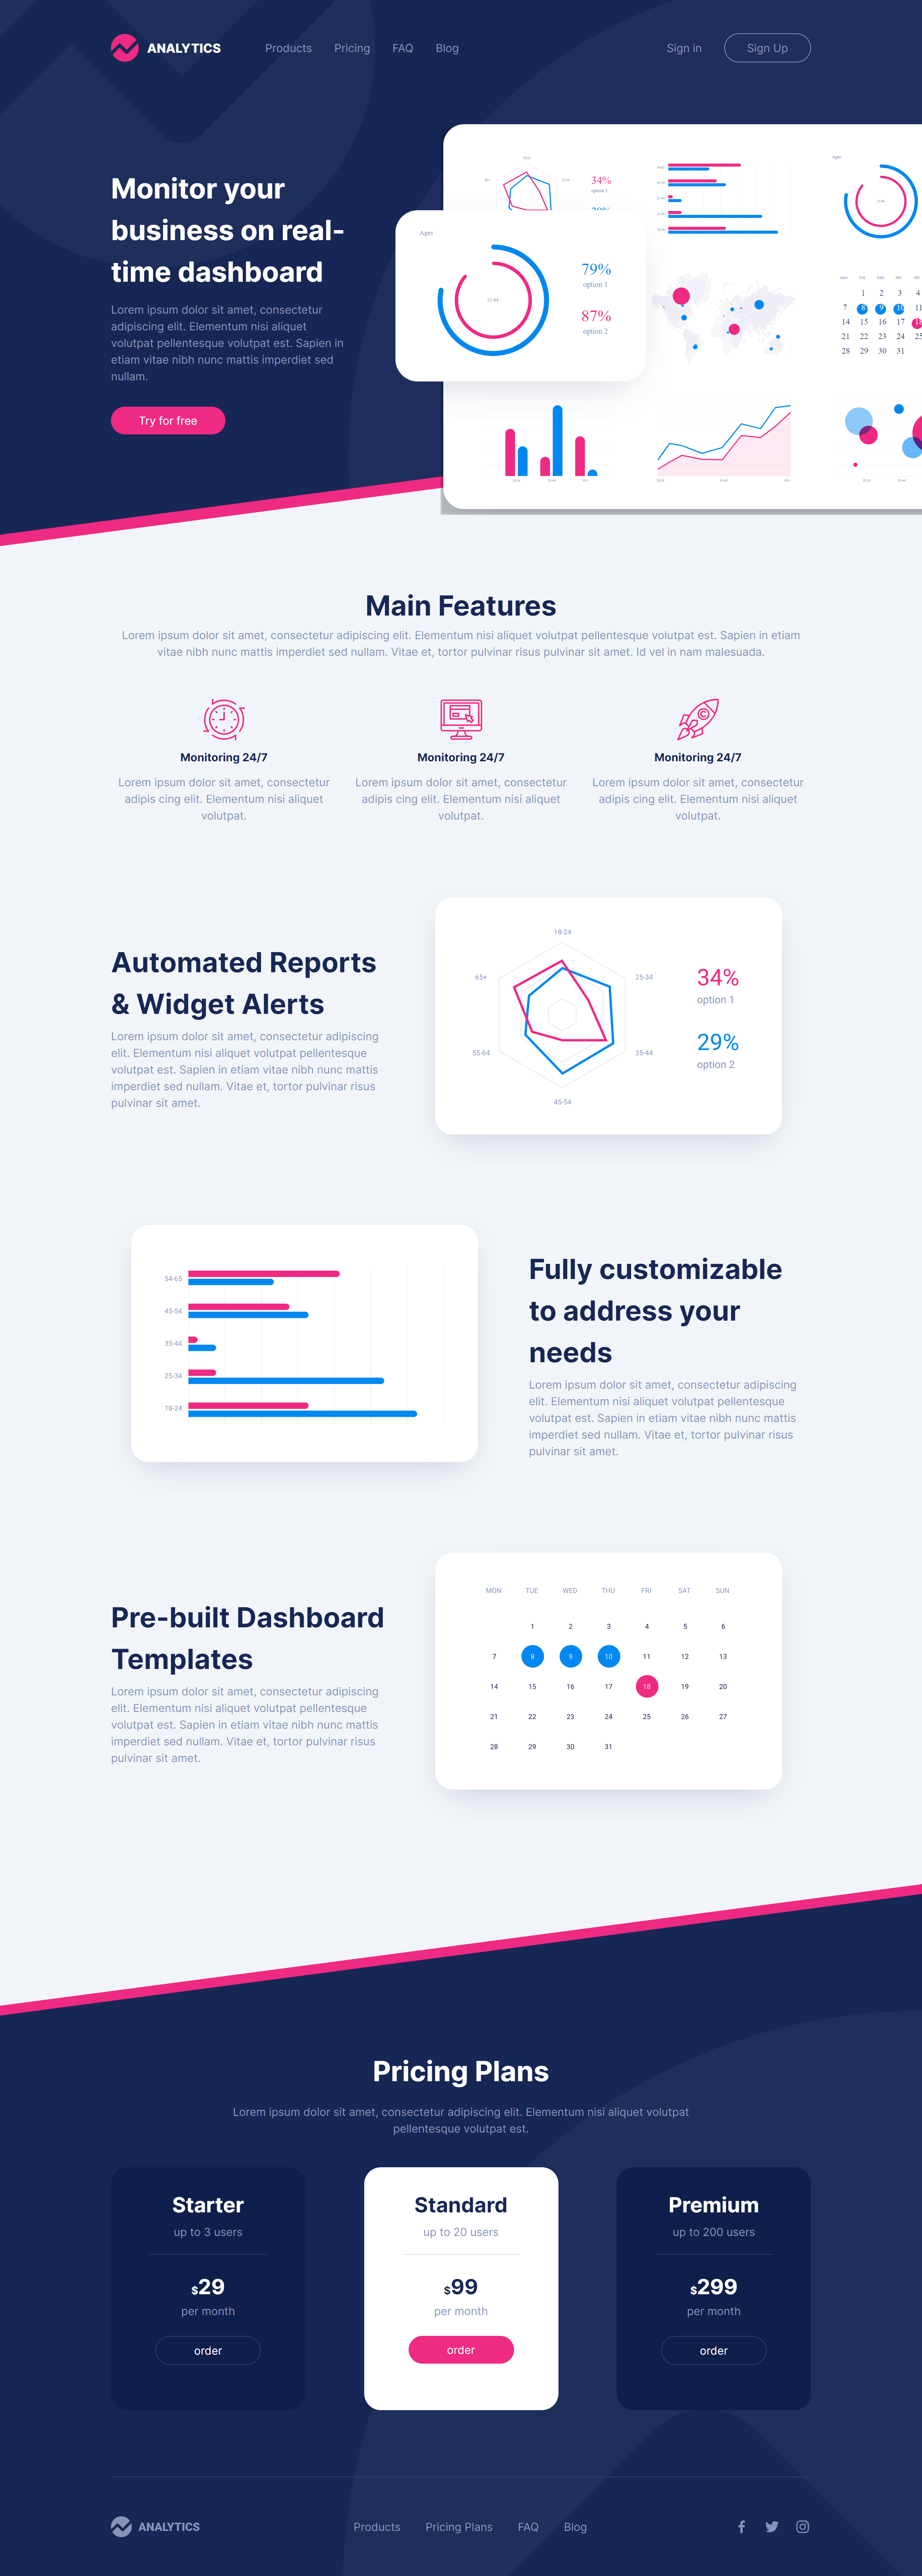 ANALYTICS
Products
Pricing
FAQ
Blog
Sign in
Sign Up
Monitor your
business on real-
time dashboard
Lorem ipsum dolor sit amet, consectetur
adipiscing elit. Elementum nisi aliquet
volutpat pellentesque volutpat est. Sapien in
etiam vitae nibh nunc mattis imperdiet sed
nullam.
Try for free
34%
option 1
Ages
Ages
79%
option 1
87%
option 2
1 2 3 4
7 8 9 10 11
14 15 16 17
21 22 23 24 25
28 29 30 31
Main Features
Lorem ipsum dolor sit amet, consectetur adipiscing elit. Elementum nisi aliquet volutpat pellentesque volutpat est. Sapien in etiam
vitae nibh nunc mattis imperdiet sed nullam. Vitae et, tortor pulvinar risus pulvinar sit amet. Id vel in nam malesuada.
Monitoring 24/7
Lorem ipsum dolor sit amet, consectetur
adipis cing elit. Elementum nisi aliquet
volutpat.
Monitoring 24/7
Lorem ipsum dolor sit amet, consectetur
adipis cing elit. Elementum nisi aliquet
volutpat.
Monitoring 24/7
Lorem ipsum dolor sit amet, consectetur
adipis cing elit. Elementum nisi aliquet
volutpat.
Automated Reports
& Widget Alerts
Lorem ipsum dolor sit amet, consectetur adipiscing
elit. Elementum nisi aliquet volutpat pellentesque
volutpat est. Sapien in etiam vitae nibh nunc mattis
imperdiet sed nullam. Vitae et, tortor pulvinar risus
pulvinar sit amet.
18-24
65+
25-34
55-64
35-44
45-54
34%
option 1
29%
option 2
54-65
45-54
35-44
25-34
18-24
Fully customizable
to address your
needs
Lorem ipsum dolor sit amet, consectetur adipiscing
elit. Elementum nisi aliquet volutpat pellentesque
volutpat est. Sapien in etiam vitae nibh nunc mattis
imperdiet sed nullam. Vitae et, tortor pulvinar risus
pulvinar sit amet.
Pre-built Dashboard
Templates
Lorem ipsum dolor sit amet, consectetur adipiscing
elit. Elementum nisi aliquet volutpat pellentesque
volutpat est. Sapien in etiam vitae nibh nunc mattis
imperdiet sed nullam. Vitae et, tortor pulvinar risus
pulvinar sit amet.
MON TUE WED THU FRI SAT SUN
1 2 3 4 5 6
7 8 9 10 11 12 13
14 15 16 17 18 19 20
21 22 23 24 25 26 27
28 29 30 31
Pricing Plans
Lorem ipsum dolor sit amet, consectetur adipiscing elit. Elementum nisi aliquet volutpat
pellentesque volutpat est.
Starter
up to 3 users
$29
per month
order
Standard
up to 20 users
$99
per month
order
Premium
up to 200 users
$299
per month
order
ANALYTICS
Products
Pricing Plans
FAQ
Blog